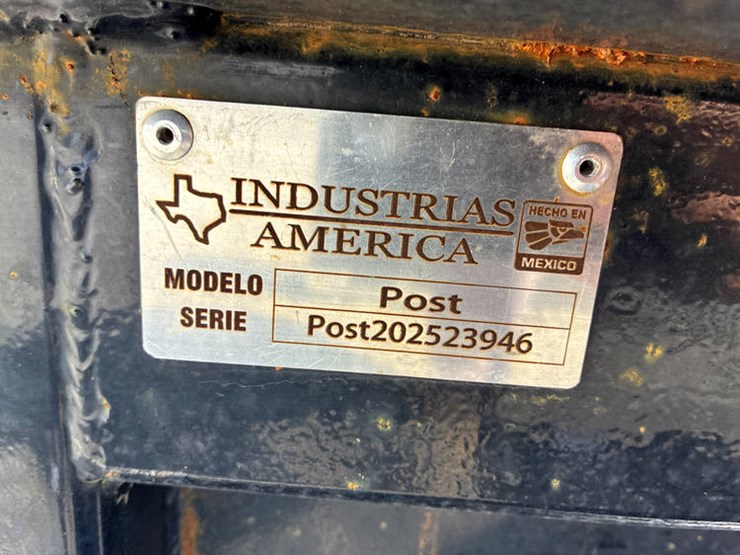 INDUSTRIAS
AMERICA
HECHO EN
MEXICO
MODELO Post
SERIE Post202523946